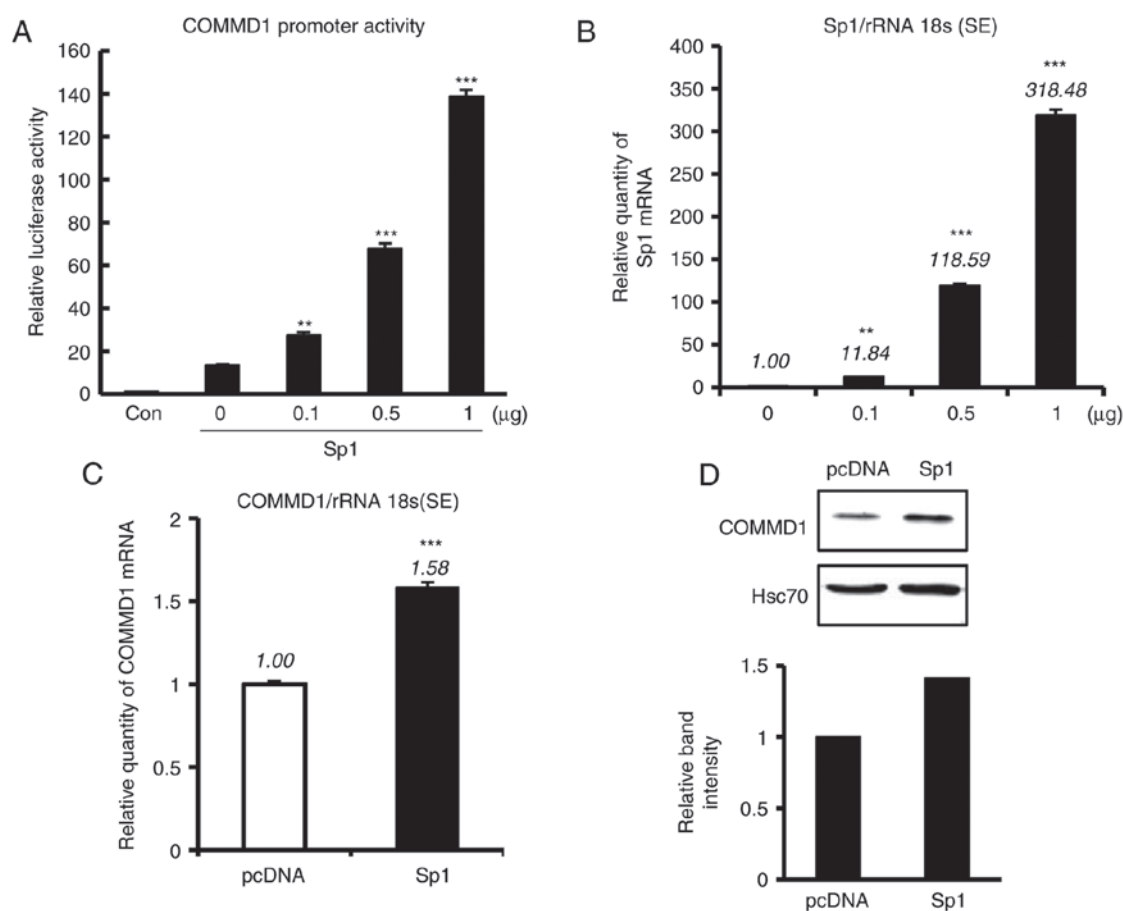 A
COMMD1 promoter activity
Relative luciferase activity
160
140
120
100
80
60
40
20
0
**
***
***
Con 0 0.1 0.5 1 (μg)
Sp1
B
Sp1/rRNA 18s (SE)
Relative quantity of
Sp1 mRNA
400
350
300
250
200
150
100
50
0
1.00
**
11.84
***
118.59
***
318.48
0 0.1 0.5 1 (μg)
C
COMMD1/rRNA 18s(SE)
Relative quantity of COMMD1 mRNA
2
1.5
1
0.5
0
1.00
***
1.58
pcDNA Sp1
D
pcDNA Sp1
COMMD1
Hsc70
Relative band
intensity
1.5
1
0.5
0
pcDNA Sp1